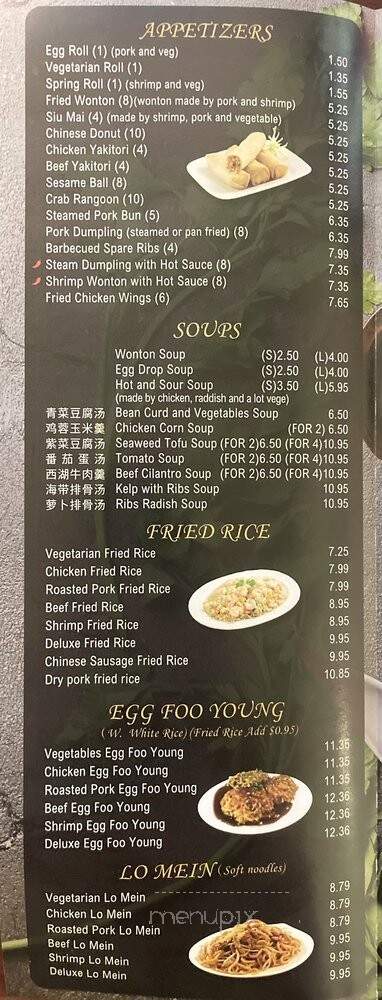 APPETIZERS
Egg Roll (1) (pork and veg) 1.50
Vegetarian Roll (1) 1.35
Spring Roll (1) (shrimp and veg) 1.55
Fried Wonton (8)(wonton made by pork and shrimp) 5.25
Siu Mai (4) (made by shrimp, pork and vegetable) 5.25
Chinese Donut (10) 5.25
Chicken Yakitori (4) 5.25
Beef Yakitori (4) 5.25
Sesame Ball (8) 5.25
Crab Rangoon (10) 5.25
Steamed Pork Bun (5) 6.35
Pork Dumpling (steamed or pan fried) (8) 6.35
Barbecued Spare Ribs (4) 7.99
Steam Dumpling with Hot Sauce (8) 7.35
Shrimp Wonton with Hot Sauce (8) 7.35
Fried Chicken Wings (6) 7.65
SOUPS
Wonton Soup (S)2.50 (L)4.00
Egg Drop Soup (S)2.50 (L)4.00
Hot and Sour Soup (S)3.50 (L)5.95
(made by chicken, raddish and a lot vege)
青菜豆腐汤 Bean Curd and Vegetables Soup 6.50
鸡蓉玉米羹 Chicken Corn Soup (FOR 2) 6.50
紫菜豆腐汤 Seaweed Tofu Soup (FOR 2)6.50 (FOR 4)10.95
番茄蛋汤 Tomato Soup (FOR 2)6.50 (FOR 4)10.95
西湖牛肉羹 Beef Cilantro Soup (FOR 2)6.50 (FOR 4)10.95
海带排骨汤 Kelp with Ribs Soup 10.95
萝卜排骨汤 Ribs Radish Soup 10.95
FRIED RICE
Vegetarian Fried Rice 7.25
Chicken Fried Rice 7.99
Roasted Pork Fried Rice 7.99
Beef Fried Rice 8.95
Shrimp Fried Rice 8.95
Deluxe Fried Rice 9.95
Chinese Sausage Fried Rice 9.95
Dry pork fried rice 10.85
EGG FOO YOUNG
(W. White Rice) (Fried Rice Add $0.95)
Vegetables Egg Foo Young 11.35
Chicken Egg Foo Young 11.35
Roasted Pork Egg Foo Young 11.35
Beef Egg Foo Young 12.36
Shrimp Egg Foo Young 12.36
Deluxe Egg Foo Young 12.36
LO MEIN (Soft noodles)
Vegetarian Lo Mein 8.79
Chicken Lo Mein 8.79
Roasted Pork Lo Mein 8.79
Beef Lo Mein 9.95
Shrimp Lo Mein 9.95
Deluxe Lo Mein 9.95
menupix